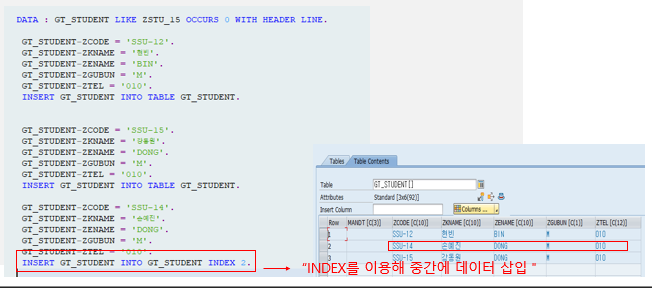 DATA : GT_STUDENT LIKE ZSTU_15 OCCURS 0 WITH HEADER LINE.
GT_STUDENT-ZCODE = 'SSU-12'.
GT_STUDENT-ZKNAME = '현빈'.
GT_STUDENT-ZENAME = 'BIN'.
GT_STUDENT-ZGUBUN = 'M'.
GT_STUDENT-ZTEL = '010'.
INSERT GT_STUDENT INTO TABLE GT_STUDENT.
GT_STUDENT-ZCODE = 'SSU-15'.
GT_STUDENT-ZKNAME = '강동원'.
GT_STUDENT-ZENAME = 'DONG'.
GT_STUDENT-ZGUBUN = 'M'.
GT_STUDENT-ZTEL = '010'.
INSERT GT_STUDENT INTO TABLE GT_STUDENT.
GT_STUDENT-ZCODE = 'SSU-14'.
GT_STUDENT-ZKNAME = '손예진'.
GT_STUDENT-ZENAME = 'DONG'.
GT_STUDENT-ZGUBUN = 'M'.
GT_STUDENT-ZTEL = '010'.
INSERT GT_STUDENT INTO GT_STUDENT INDEX 2.
Tables Table Contents
Table GT_STUDENT[]
Attributes Standard [3x6(92)]
Insert Column Columns ...
Row MANDT [C(3)] ZCODE [C(10)] ZKNAME [C(10)] ZENAME [C(10)] ZGUBUN [C(1)] ZTEL [C(12)]
1 SSU-12 현빈 BIN M 010
2 SSU-14 손예진 DONG M 010
3 SSU-15 강동원 DONG M 010
"INDEX를 이용해 중간에 데이터 삽입 "